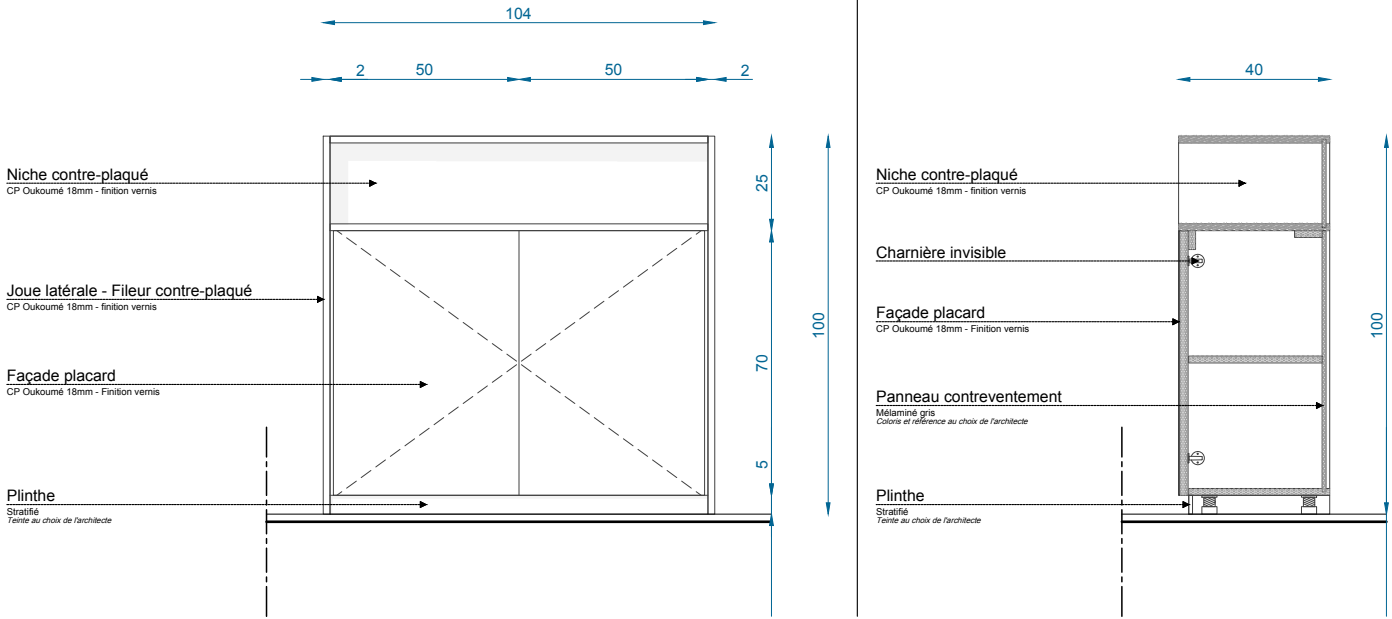 104
2
50
50
2
Niche contre-plaqué
CP Oukoumé 18mm - finition vernis
25
Joue latérale - Fileur contre-plaqué
CP Oukoumé 18mm - finition vernis
100
70
Façade placard
CP Oukoumé 18mm - Finition vernis
5
Plinthe
Stratifié
Teinte au choix de l'architecte
40
Niche contre-plaqué
CP Oukoumé 18mm - finition vernis
Charnière invisible
Façade placard
CP Oukoumé 18mm - Finition vernis
100
Panneau contreventement
Mélaminé gris
Coloris et référence au choix de l'architecte
Plinthe
Stratifié
Teinte au choix de l'architecte